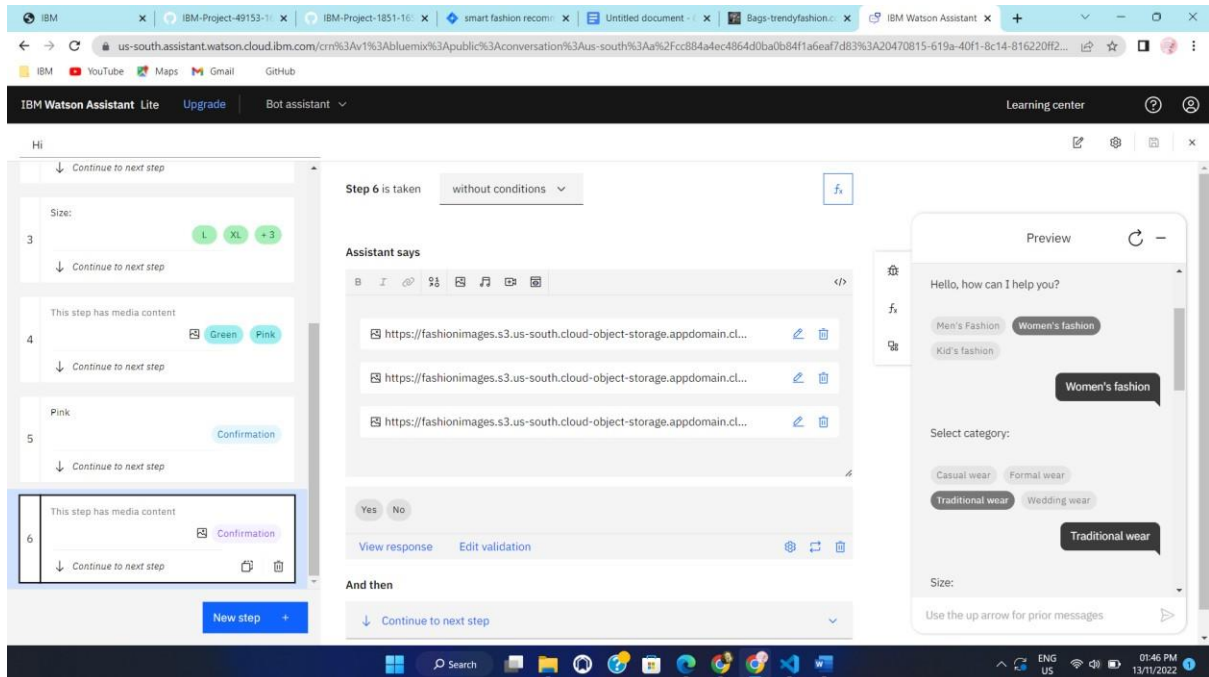 IBM
IBM-Project-49153-1
IBM-Project-1851-16
smart fashion recom
Untitled document -
Bags-trendyfashion.c
IBM Watson Assistant
us-south.assistant.watson.cloud.ibm.com/crn%3Av1%3Abluemix%3Apublic%3Aconversation%3Aus-south%3Aa%2Fcc884a4ec4864d0ba0b84f1a6eaf7d83%3A20470815-619a-40f1-8c14-816220ff2...
IBM YouTube Maps Gmail GitHub
IBM Watson Assistant Lite Upgrade Bot assistant Learning center
Hi
Continue to next step
3
Size:
L XL + 3
Continue to next step
4
This step has media content
Green Pink
Continue to next step
5
Pink
Confirmation
Continue to next step
6
This step has media content
Confirmation
Continue to next step
New step +
Step 6 is taken without conditions fx
Assistant says
B I </>
https://fashionimages.s3.us-south.cloud-object-storage.appdomain.cl...
https://fashionimages.s3.us-south.cloud-object-storage.appdomain.cl...
https://fashionimages.s3.us-south.cloud-object-storage.appdomain.cl...
Yes No
View response Edit validation
And then
Continue to next step
fx
Preview
Hello, how can I help you?
Men's Fashion Women's fashion
Kid's fashion
Women's fashion
Select category:
Casual wear Formal wear
Traditional wear Wedding wear
Traditional wear
Size:
Use the up arrow for prior messages
Search
ENG
US
01:46 PM
13/11/2022
1